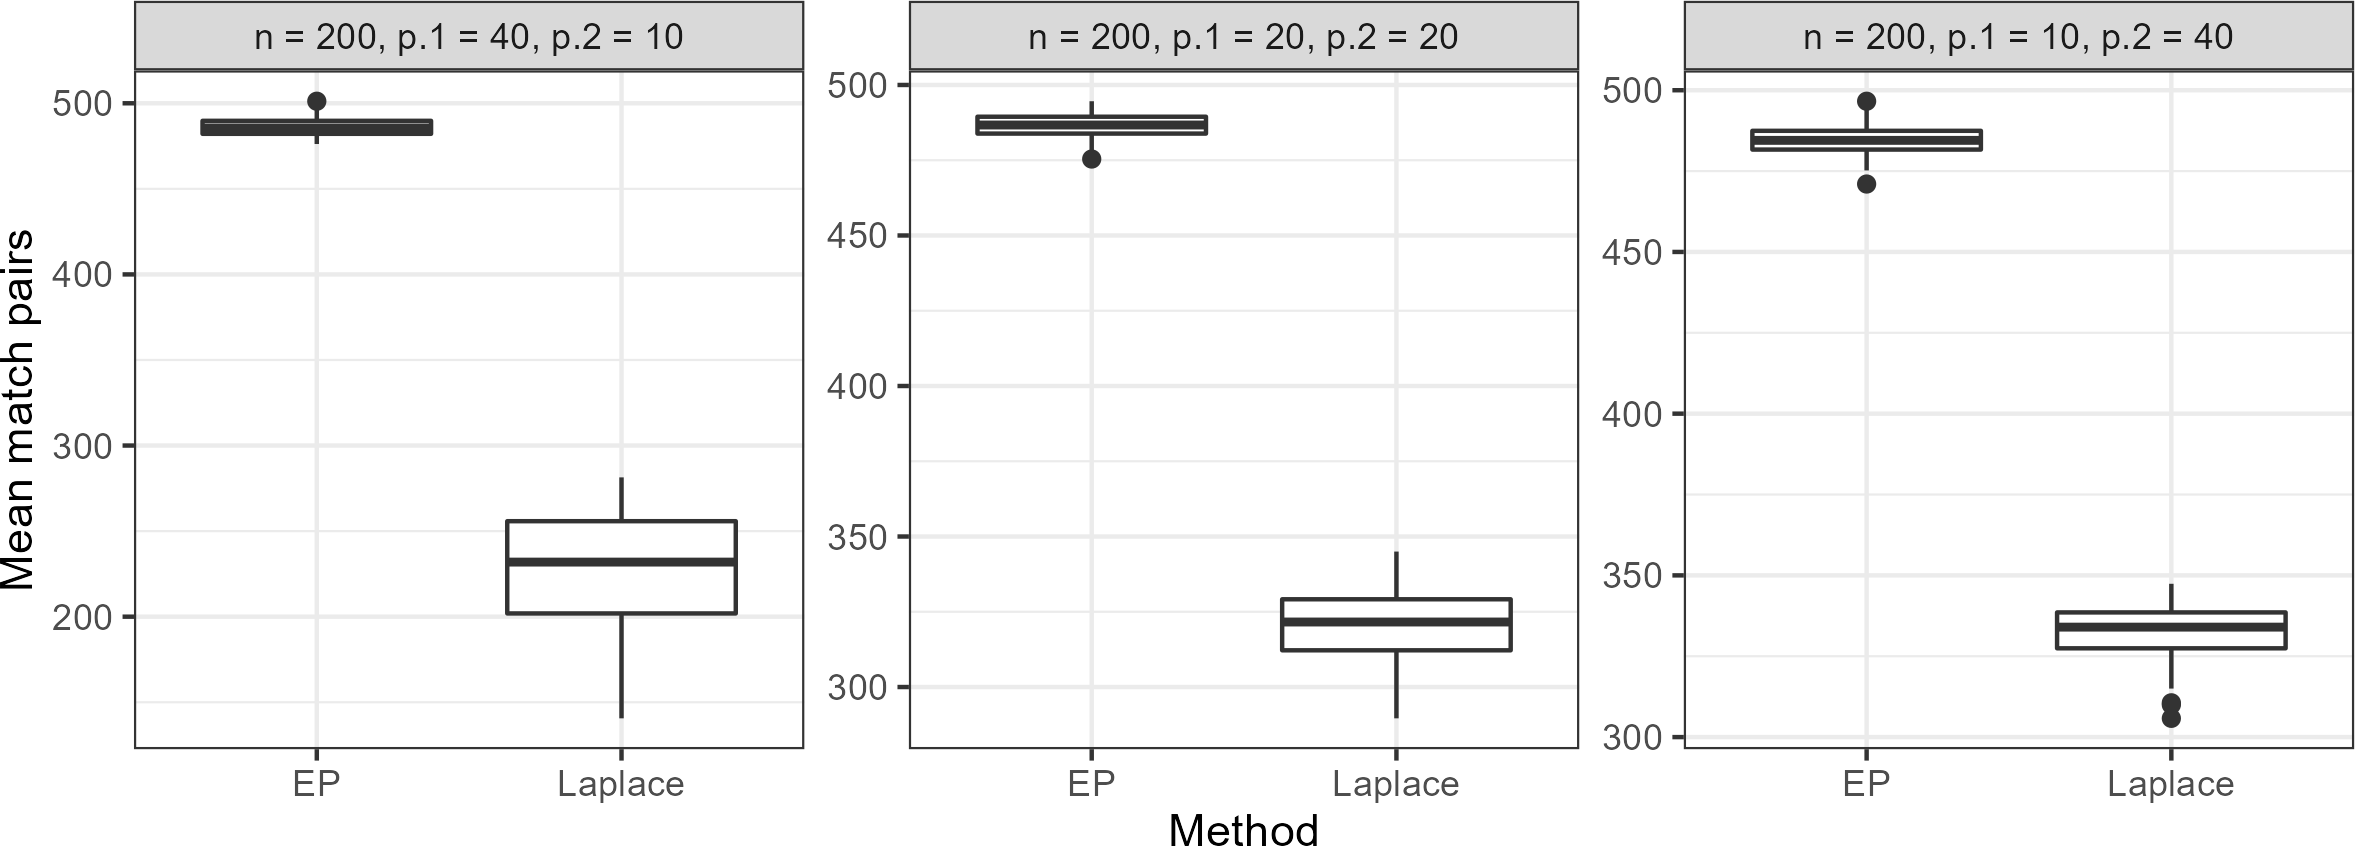 n = 200, p.1 = 40, p.2 = 10
n = 200, p.1 = 20, p.2 = 20
n = 200, p.1 = 10, p.2 = 40
Mean match pairs
500
400
300
200
500
450
400
350
300
500
450
400
350
300
EP
Laplace
EP
Laplace
EP
Laplace
Method